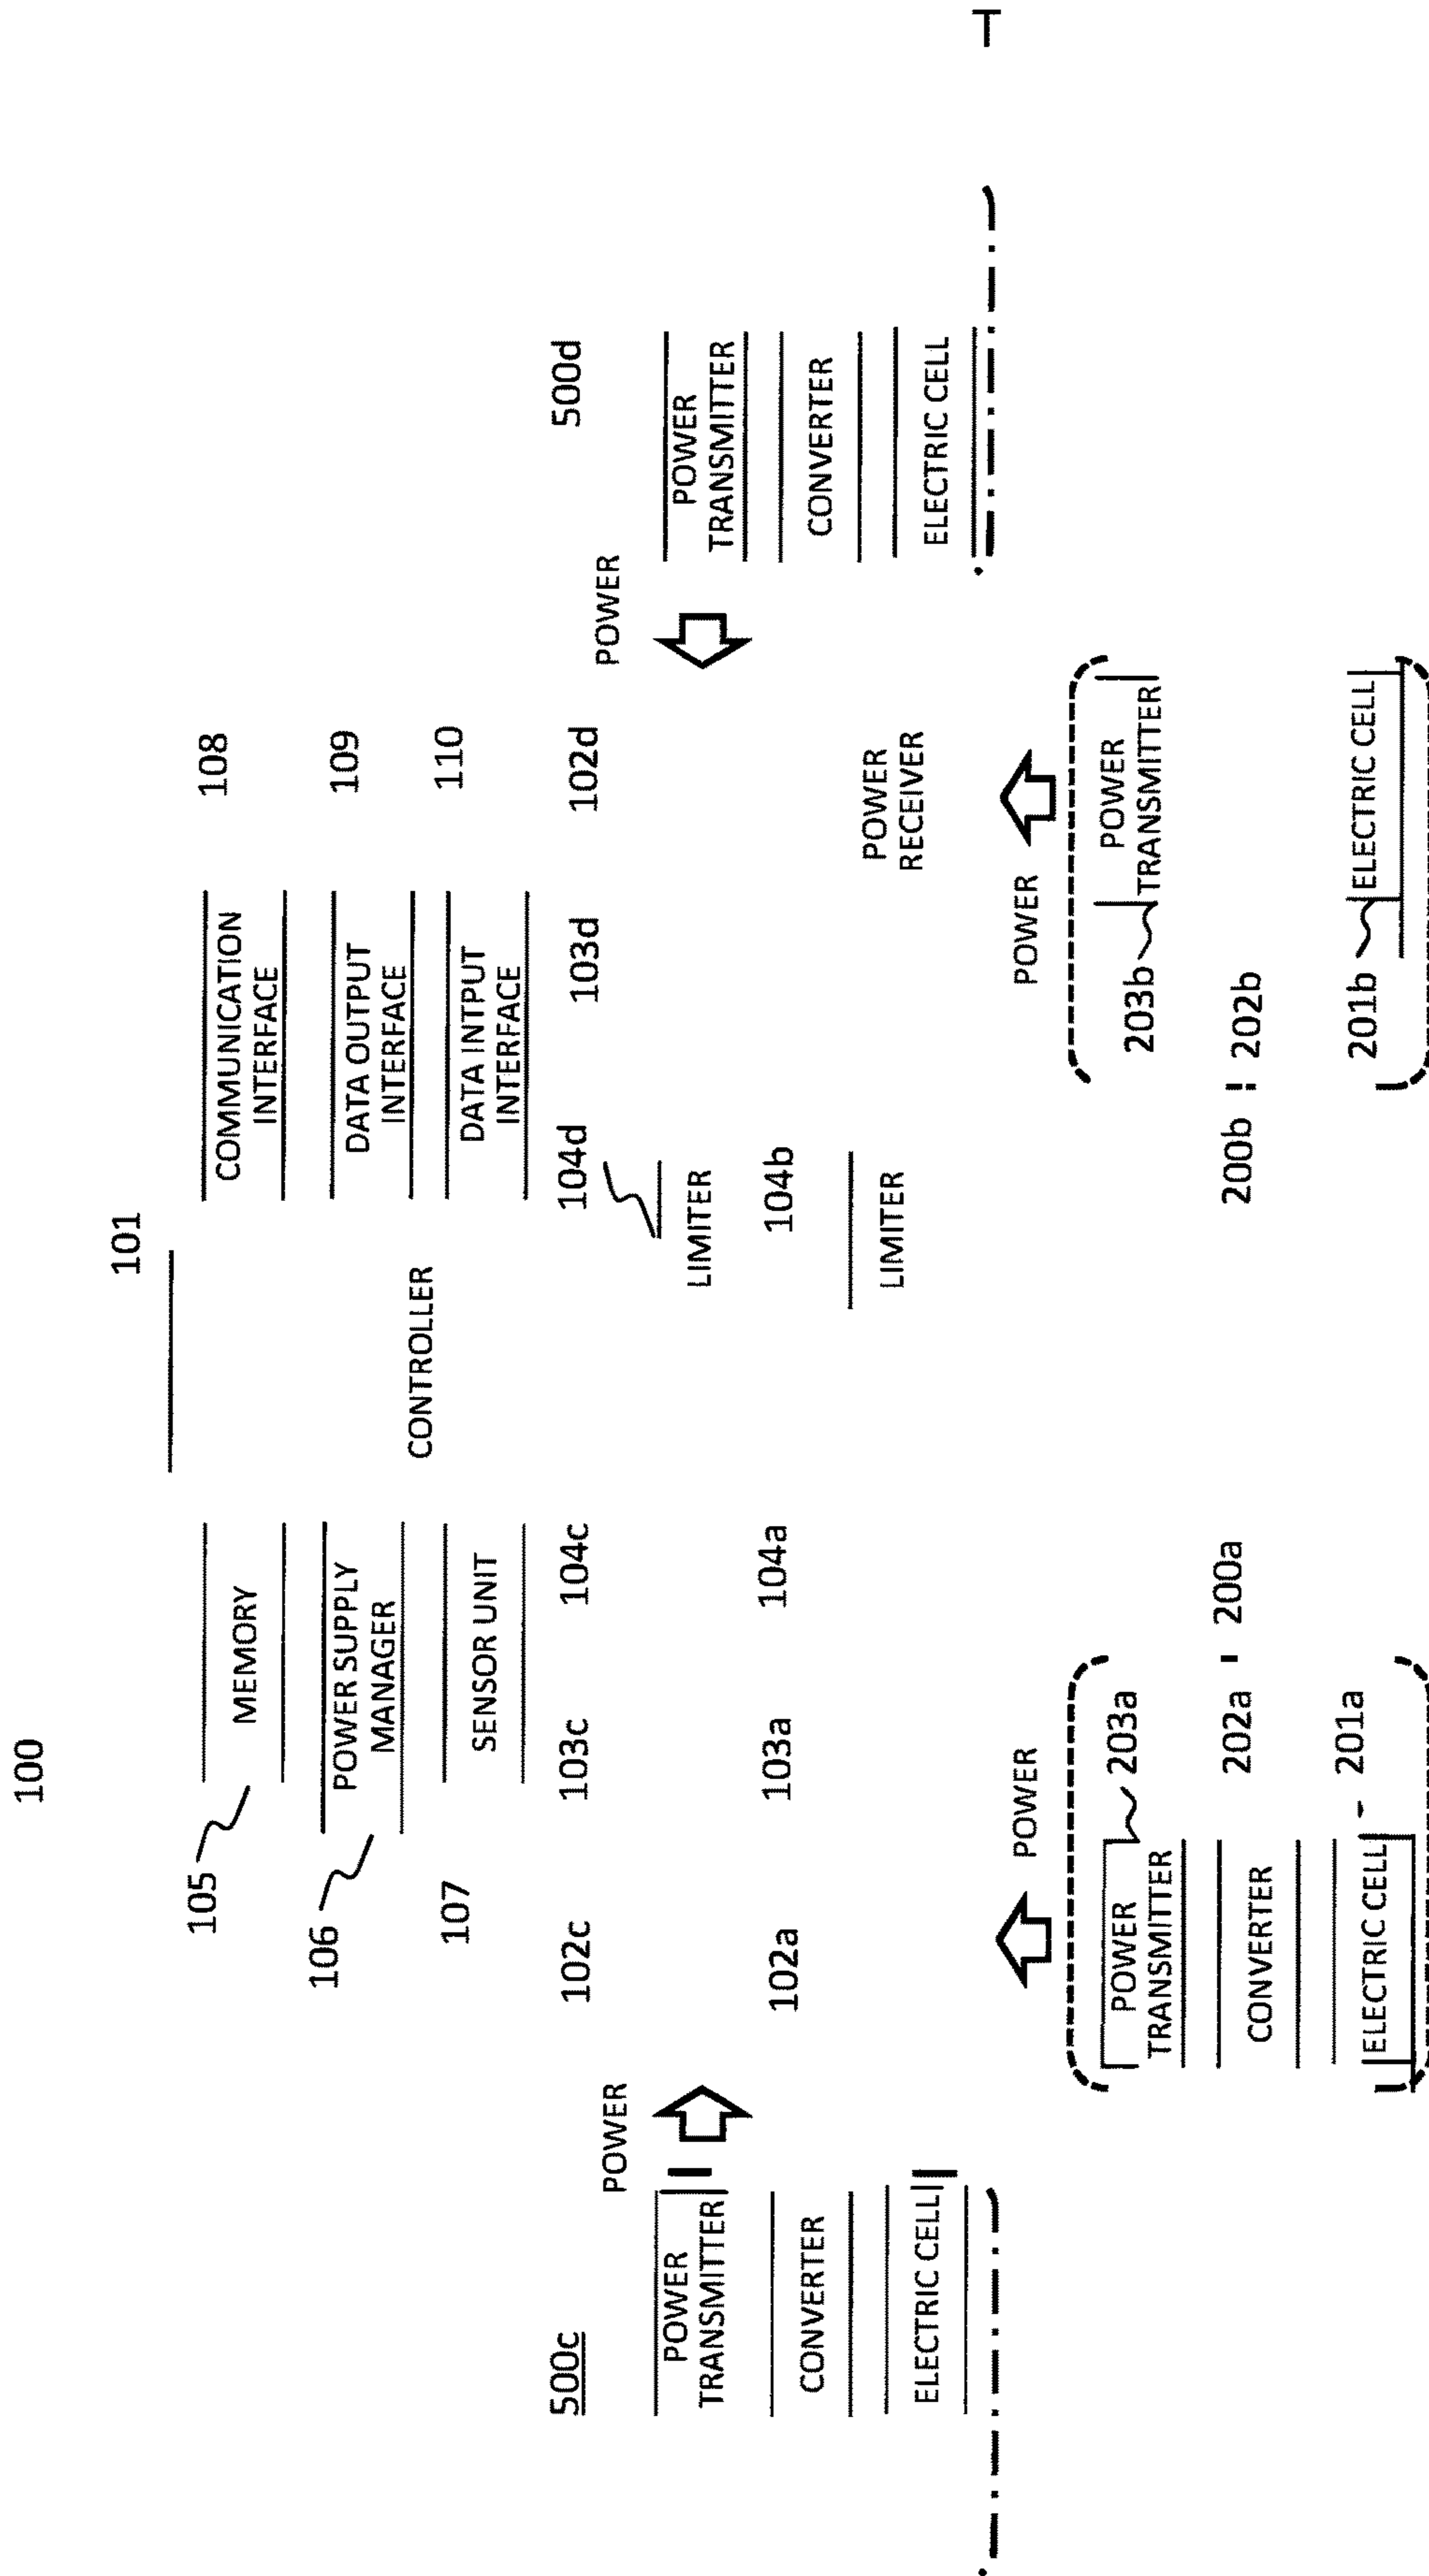 100
101
105
MEMORY
COMMUNICATION
INTERFACE
108
106
POWER SUPPLY
MANAGER
CONTROLLER
DATA OUTPUT
INTERFACE
109
107
SENSOR UNIT
DATA INTPUT
INTERFACE
110
500c
102c
103c
104c
104d
103d
102d
500d
POWER
POWER
POWER
TRANSMITTER
LIMITER
POWER
TRANSMITTER
102a
103a
104a
104b
CONVERTER
CONVERTER
LIMITER
POWER
RECEIVER
ELECTRIC CELL
ELECTRIC CELL
POWER
POWER
POWER
TRANSMITTER
203a
203b
POWER
TRANSMITTER
CONVERTER
202a
200a
200b
202b
ELECTRIC CELL
201a
201b
ELECTRIC CELL